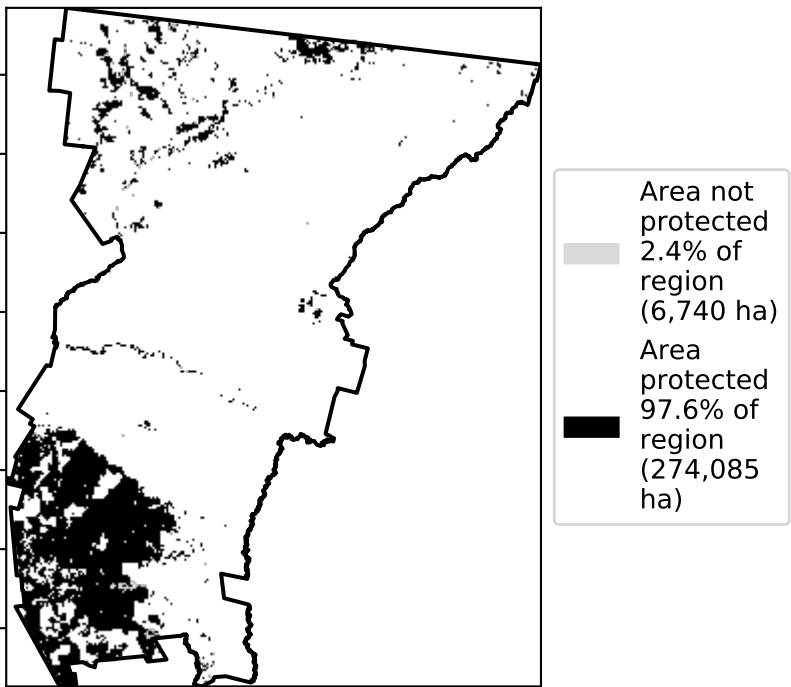 Area not
protected
2.4% of
region
(6,740 ha)
Area
protected
97.6% of
region
(274,085
ha)